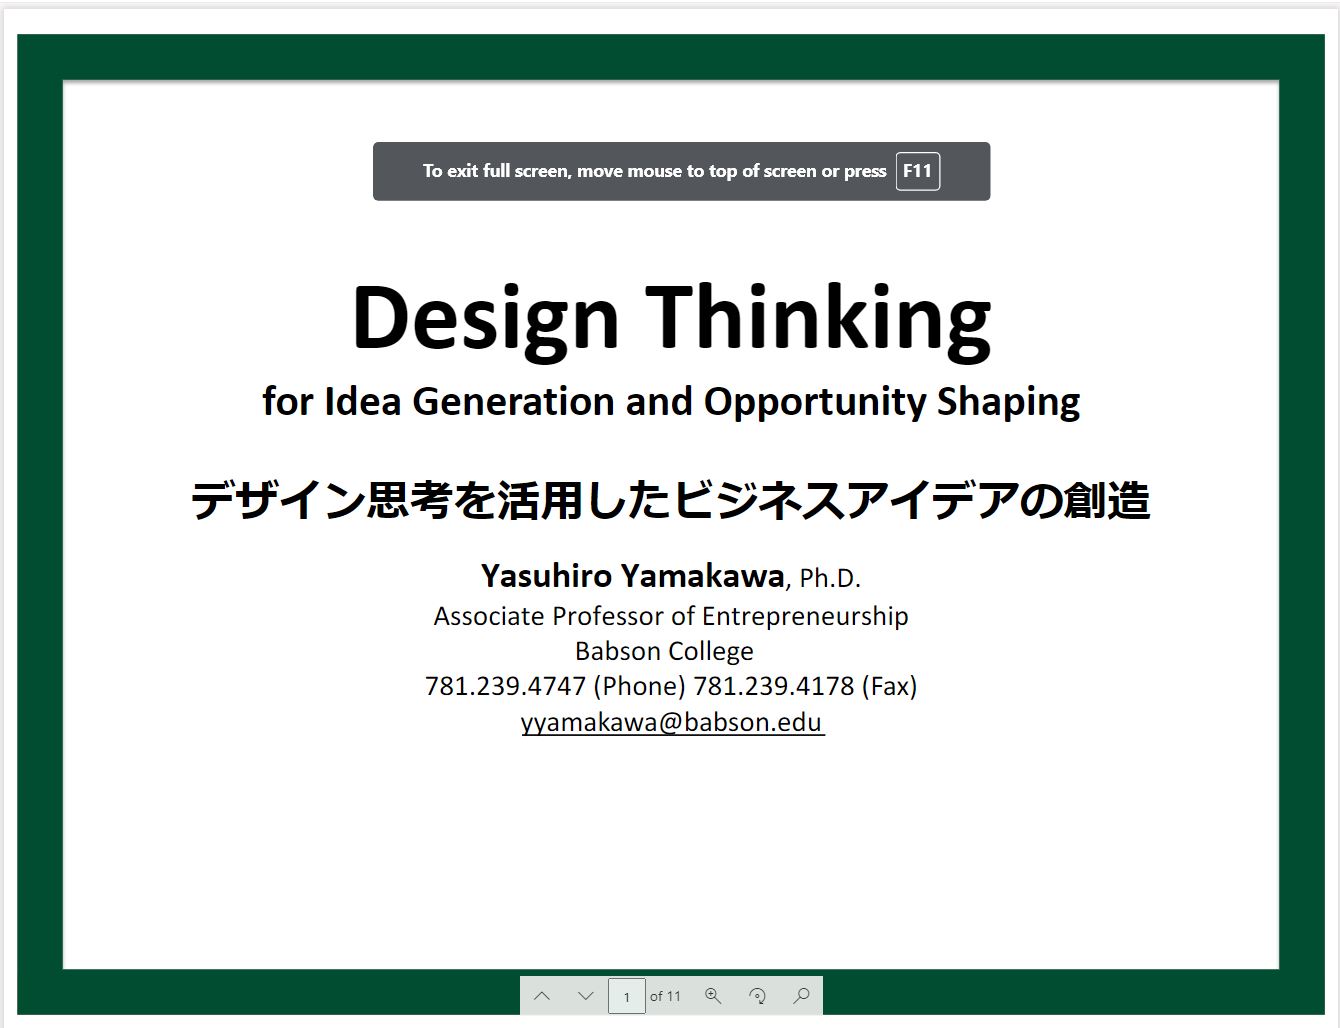 To exit full screen, move mouse to top of screen or press F11
Design Thinking
for Idea Generation and Opportunity Shaping
デザイン思考を活用したビジネスアイデアの創造
Yasuhiro Yamakawa, Ph.D.
Associate Professor of Entrepreneurship
Babson College
781.239.4747 (Phone) 781.239.4178 (Fax)
yyamakawa@babson.edu
1 of 11